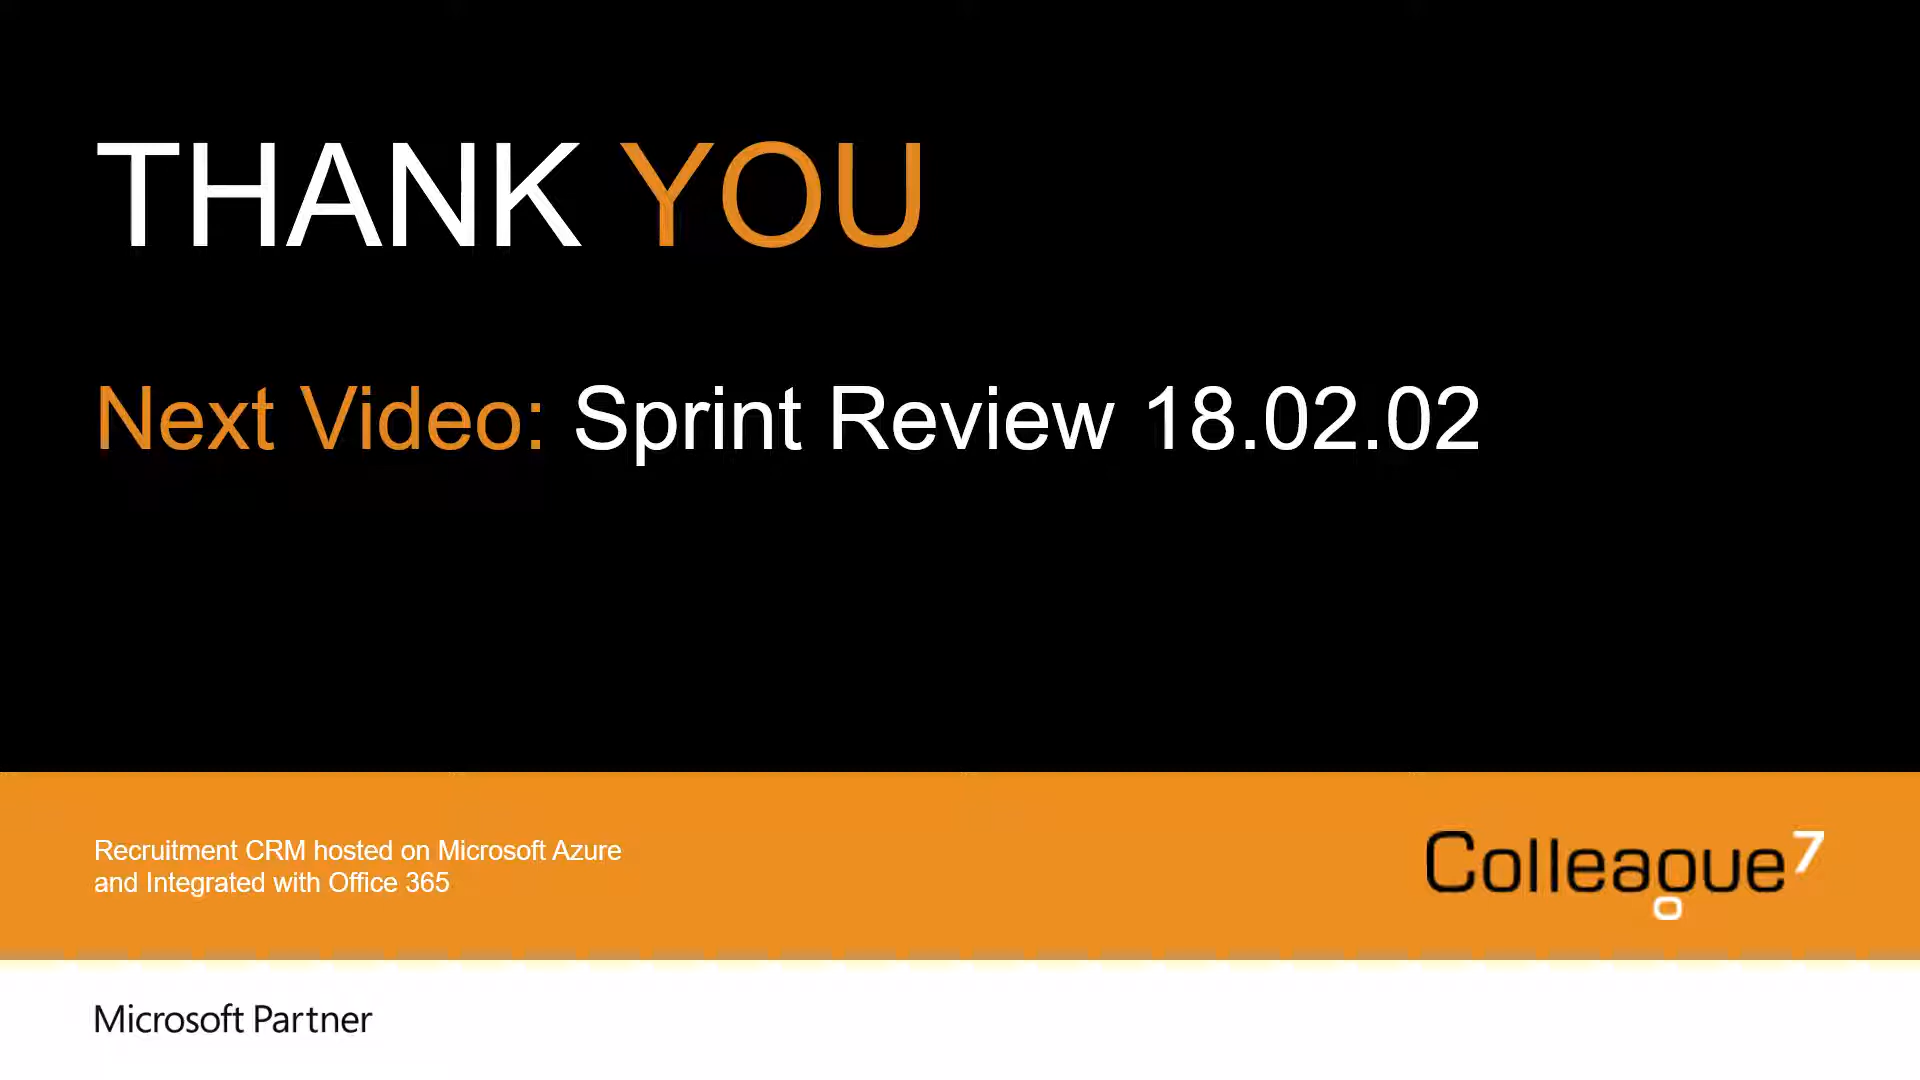 THANK YOU
Next Video: Sprint Review 18.02.02
Recruitment CRM hosted on Microsoft Azure
and Integrated with Office 365
Colleague7
Microsoft Partner